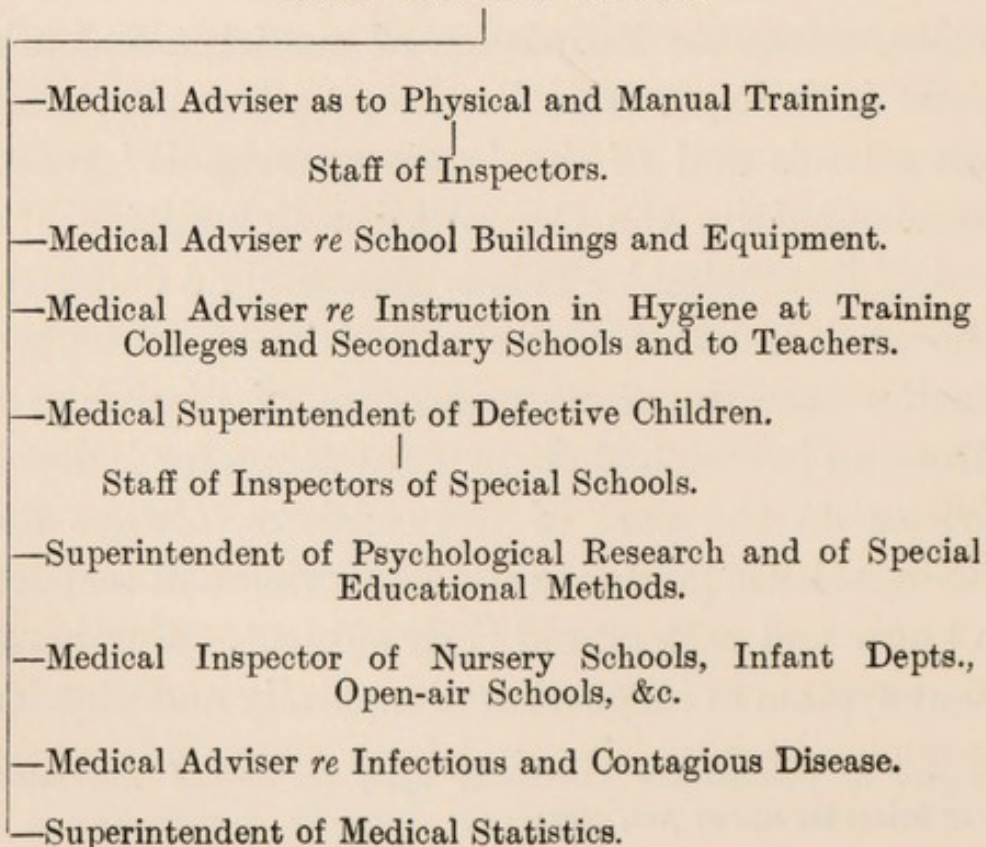 —Medical Adviser as to Physical and Manual Training.
Staff of Inspectors.
—Medical Adviser re School Buildings and Equipment.
—Medical Adviser re Instruction in Hygiene at Training
Colleges and Secondary Schools and to Teachers.
—Medical Superintendent of Defective Children.
Staff of Inspectors of Special Schools.
—Superintendent of Psychological Research and of Special
Educational Methods.
—Medical Inspector of Nursery Schools, Infant Depts.,
Open-air Schools, &c.
—Medical Adviser re Infectious and Contagious Disease.
—Superintendent of Medical Statistics.